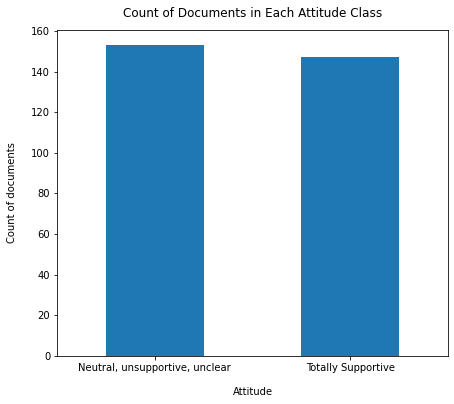 Count of Documents in Each Attitude Class
160
140
120
100
80
60
40
20
0
Count of documents
Neutral, unsupportive, unclear
Totally Supportive
Attitude